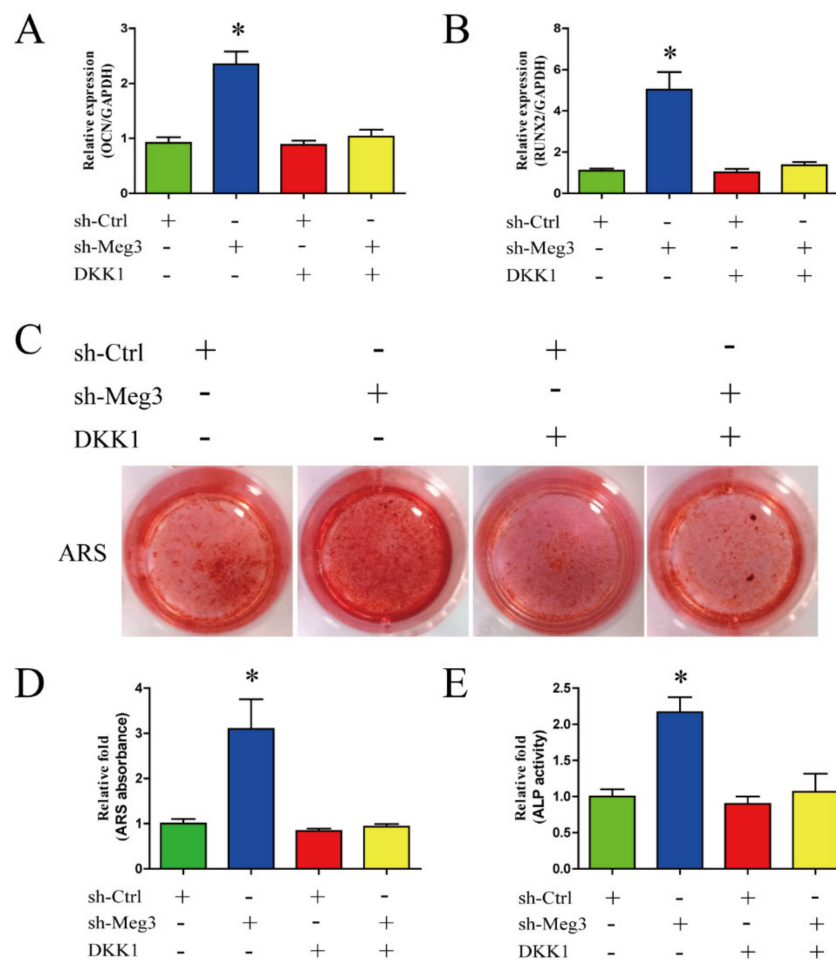 A
Relative expression
(OCN/GAPDH)
3
2
1
0
*
sh-Ctrl + - + -
sh-Meg3 - + - +
DKK1 - - + +
B
Relative expression
(RUNX2/GAPDH)
8
6
4
2
0
*
sh-Ctrl + - + -
sh-Meg3 - + - +
DKK1 - - + +
C
sh-Ctrl + - + -
sh-Meg3 - + - +
DKK1 - - + +
ARS
D
Relative fold
(ARS absorbance)
4
3
2
1
0
*
sh-Ctrl + - + -
sh-Meg3 - + - +
DKK1 - - + +
E
Relative fold
(ALP activity)
2.5
2.0
1.5
1.0
0.5
0.0
*
sh-Ctrl + - + -
sh-Meg3 - + - +
DKK1 - - + +